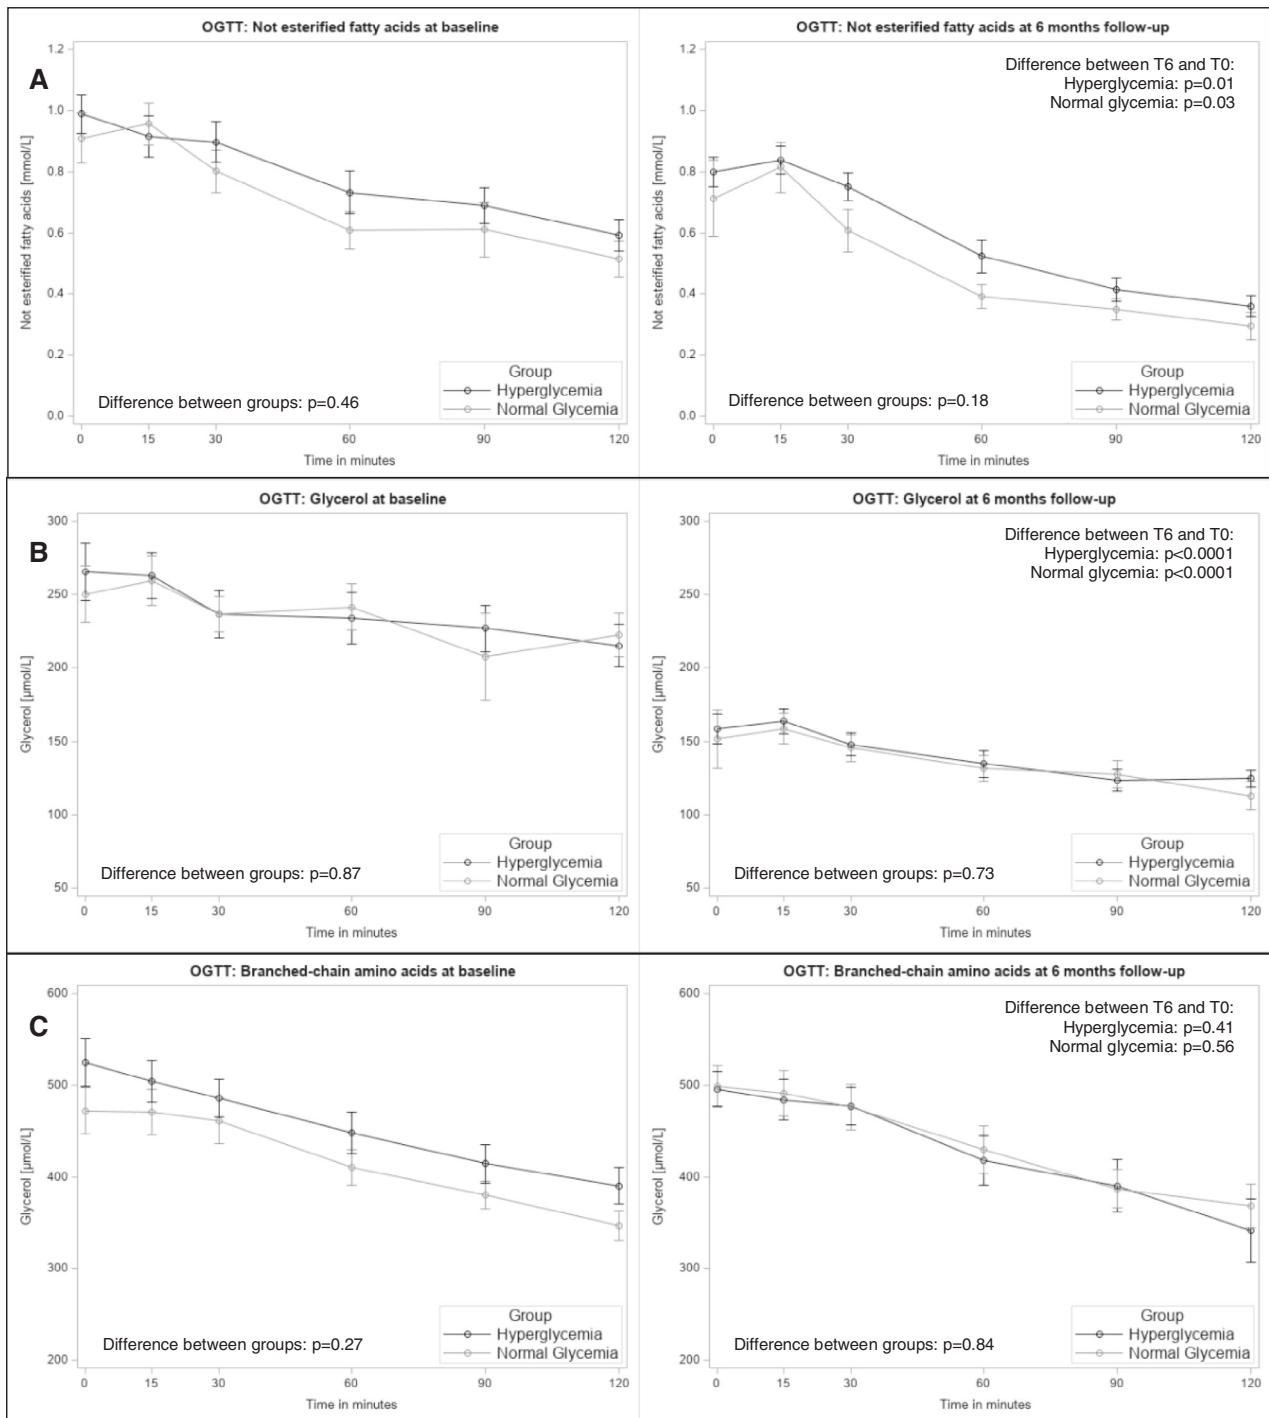 OGTT: Not esterified fatty acids at baseline
A
Not esterified fatty acids [mmol/L]
1.2
1.0
0.8
0.6
0.4
0.2
0.0
Difference between groups: p=0.46
Group
Hyperglycemia
Normal Glycemia
0 15 30 60 90 120
Time in minutes
OGTT: Not esterified fatty acids at 6 months follow-up
Difference between T6 and T0:
Hyperglycemia: p=0.01
Normal glycemia: p=0.03
Not esterified fatty acids [mmol/L]
1.2
1.0
0.8
0.6
0.4
0.2
0.0
Difference between groups: p=0.18
Group
Hyperglycemia
Normal Glycemia
0 15 30 60 90 120
Time in minutes
OGTT: Glycerol at baseline
B
Glycerol [µmol/L]
300
250
200
150
100
50
Difference between groups: p=0.87
Group
Hyperglycemia
Normal Glycemia
0 15 30 60 90 120
Time in minutes
OGTT: Glycerol at 6 months follow-up
Difference between T6 and T0:
Hyperglycemia: p<0.0001
Normal glycemia: p<0.0001
Glycerol [µmol/L]
300
250
200
150
100
50
Difference between groups: p=0.73
Group
Hyperglycemia
Normal Glycemia
0 15 30 60 90 120
Time in minutes
OGTT: Branched-chain amino acids at baseline
C
Glycerol [µmol/L]
600
500
400
300
200
Difference between groups: p=0.27
Group
Hyperglycemia
Normal Glycemia
0 15 30 60 90 120
Time in minutes
OGTT: Branched-chain amino acids at 6 months follow-up
Difference between T6 and T0:
Hyperglycemia: p=0.41
Normal glycemia: p=0.56
Glycerol [µmol/L]
600
500
400
300
200
Difference between groups: p=0.84
Group
Hyperglycemia
Normal Glycemia
0 15 30 60 90 120
Time in minutes